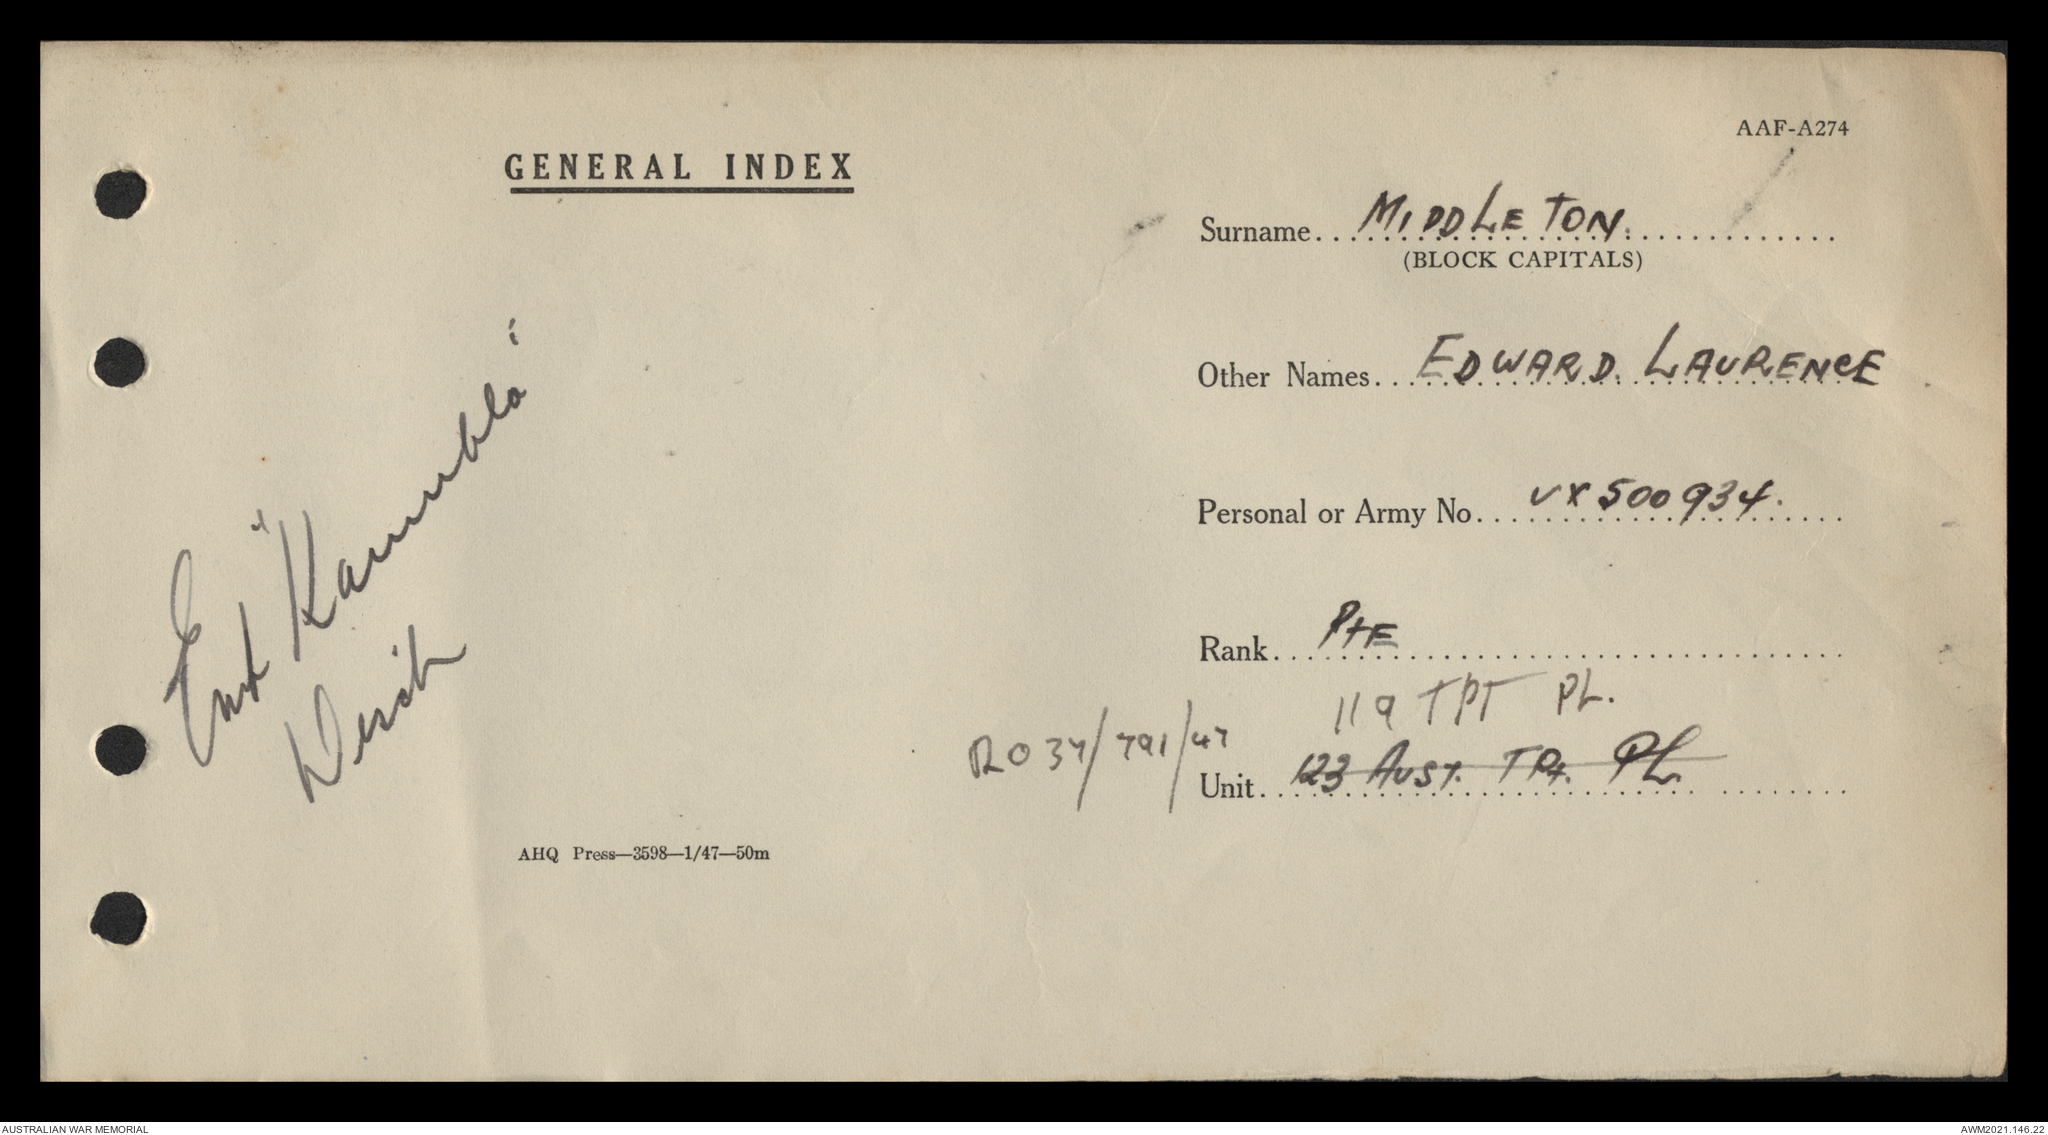 AAF-A274
GENERAL INDEX
Surname MIDDLETON.
(BLOCK CAPITALS)
Other Names EDWARD. LAURENCE
Personal or Army No. VX500934.
Rank PtE
119 TPT PL.
RO 37/791/47
Unit 123 AUST. TPt. PL.
Emb "Kanimbla"
AHQ Press—3598—1/47—50m
AUSTRALIAN WAR MEMORIAL
AWM2021.146.22